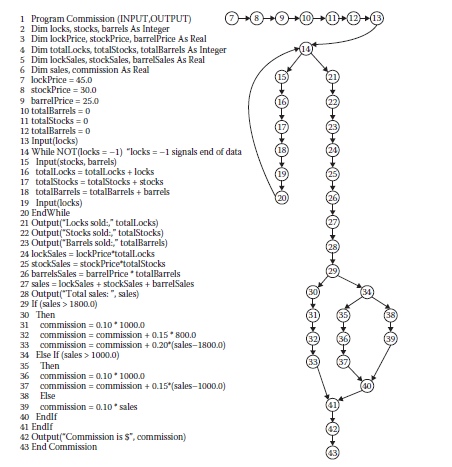 1 Program Commission (INPUT,OUTPUT)
2 Dim locks, stocks, barrels As Integer
3 Dim lockPrice, stockPrice, barrelPrice As Real
4 Dim totalLocks, totalStocks, totalBarrels As Integer
5 Dim lockSales, stockSales, barrelSales As Real
6 Dim sales, commission As Real
7 lockPrice = 45.0
8 stockPrice = 30.0
9 barrelPrice = 25.0
10 totalBarrels = 0
11 totalStocks = 0
12 totalBarrels = 0
13 Input(locks)
14 While NOT(locks = −1) "locks = −1 signals end of data
15 Input(stocks, barrels)
16 totalLocks = totalLocks + locks
17 totalStocks = totalStocks + stocks
18 totalBarrels = totalBarrels + barrels
19 Input(locks)
20 EndWhile
21 Output("Locks sold:," totalLocks)
22 Output("Stocks sold:," totalStocks)
23 Output("Barrels sold:," totalBarrels)
24 lockSales = lockPrice*totalLocks
25 stockSales = stockPrice*totalStocks
26 barrelsSales = barrelPrice * totalBarrels
27 sales = lockSales + stockSales + barrelSales
28 Output("Total sales: ", sales)
29 If (sales > 1800.0)
30 Then
31 commission = 0.10 * 1000.0
32 commission = commission + 0.15 * 800.0
33 commission = commission + 0.20*(sales−1800.0)
34 Else If (sales > 1000.0)
35 Then
36 commission = 0.10 * 1000.0
37 commission = commission + 0.15*(sales−1000.0)
38 Else
39 commission = 0.10 * sales
40 EndIf
41 EndIf
42 Output("Commission is $", commission)
43 End Commission
7 8 9 10 11 12 13
14
15 21
16 22
17 23
18 24
19 25
20 26
27
28
29
30 34
31 35 38
32 36 39
33 37
40
41
42
43